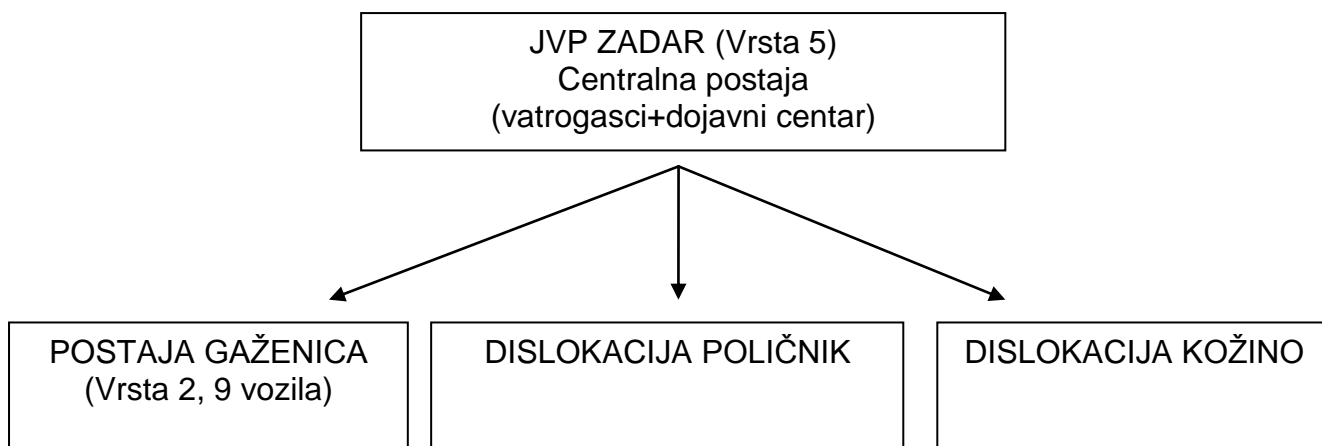 JVP ZADAR (Vrsta 5)
Centralna postaja
(vatrogasci+dojavni centar)
POSTAJA GAŽENICA
(Vrsta 2, 9 vozila)
DISLOKACIJA POLIČNIK
DISLOKACIJA KOŽINO